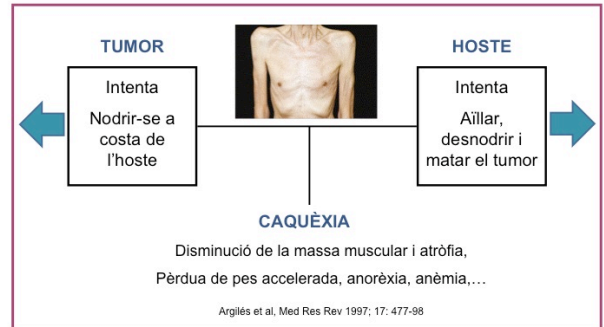 TUMOR
Intenta
Nodrir-se a
costa de
l'hoste
HOSTE
Intenta
Aïllar,
desnodrir i
matar el tumor
CAQUÈXIA
Disminució de la massa muscular i atròfia,
Pèrdua de pes accelerada, anorèxia, anèmia,...
Argilés et al, Med Res Rev 1997; 17: 477-98